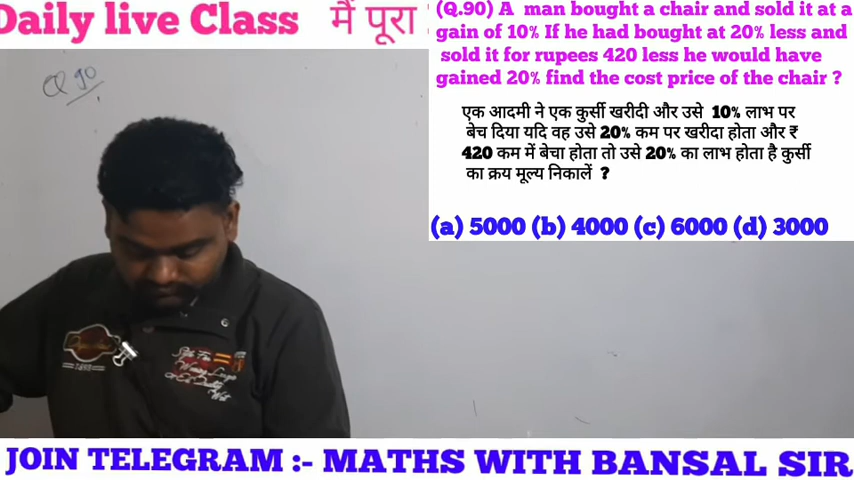 Daily live Class में पूरा
(Q.90) A man bought a chair and sold it at a
gain of 10% If he had bought at 20% less and
sold it for rupees 420 less he would have
gained 20% find the cost price of the chair ?
Q 90
एक आदमी ने एक कुर्सी खरीदी और उसे 10% लाभ पर
बेच दिया यदि वह उसे 20% कम पर खरीदा होता और ₹
420 कम में बेचा होता तो उसे 20% का लाभ होता है कुर्सी
का क्रय मूल्य निकालें ?
(a) 5000 (b) 4000 (c) 6000 (d) 3000
JOIN TELEGRAM :- MATHS WITH BANSAL SIR